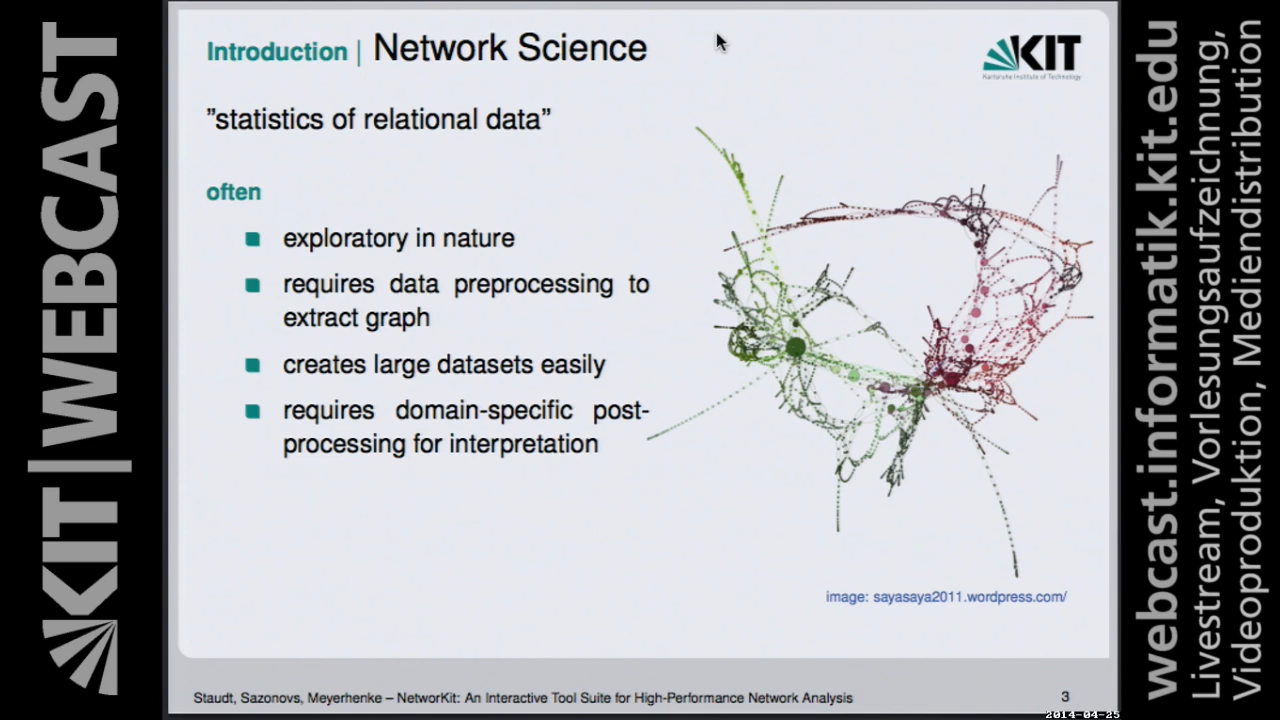 KIT | WEBCAST
Introduction | Network Science
KIT
Karlsruhe Institute of Technology
”statistics of relational data”
often
exploratory in nature
requires data preprocessing to
extract graph
creates large datasets easily
requires domain-specific post-
processing for interpretation
image: sayasaya2011.wordpress.com/
Staudt, Sazonovs, Meyerhenke – NetworKit: An Interactive Tool Suite for High-Performance Network Analysis
3
2014-04-25
webcast.informatik.kit.edu
Livestream, Vorlesungsaufzeichnung,
Videoproduktion, Mediendistribution